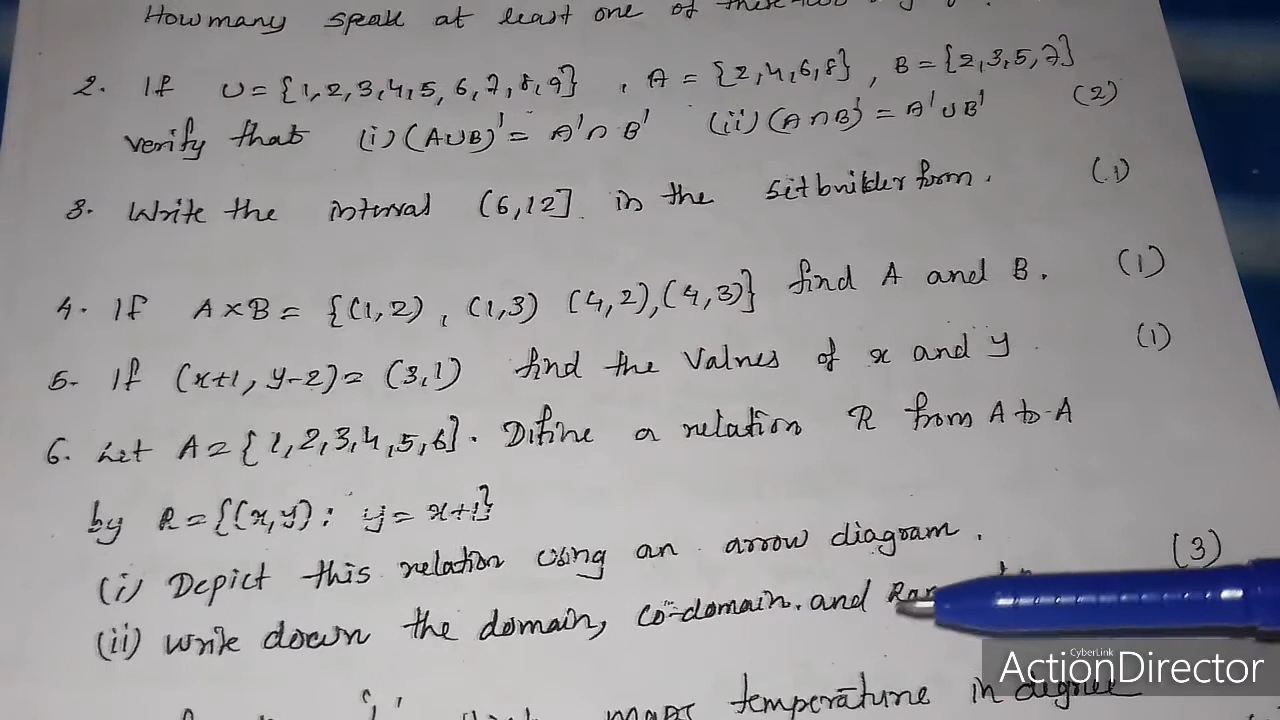 How many speak at least one of these two
2. If U = {1,2,3,4,5,6,7,8,9} , A = {2,4,6,8} , B = {2,3,5,7}
verify that (i) (A∪B)' = A'∩B' (ii) (A∩B)' = A'∪B' (2)
3. Write the interval (6,12] in the set builder form. (1)
4. If A×B = {(1,2), (1,3) (4,2),(4,3)} find A and B. (1)
5. If (x+1, y-2) = (3,1) find the values of x and y. (1)
6. Let A = {1,2,3,4,5,6}. Difine a relation R from A to A
by R = {(x,y): y = x+1}
(i) Depict this relation using an arrow diagram.
(ii) write down the domain, co-domain, and (3)
temperature in degree
CyberLink
ActionDirector